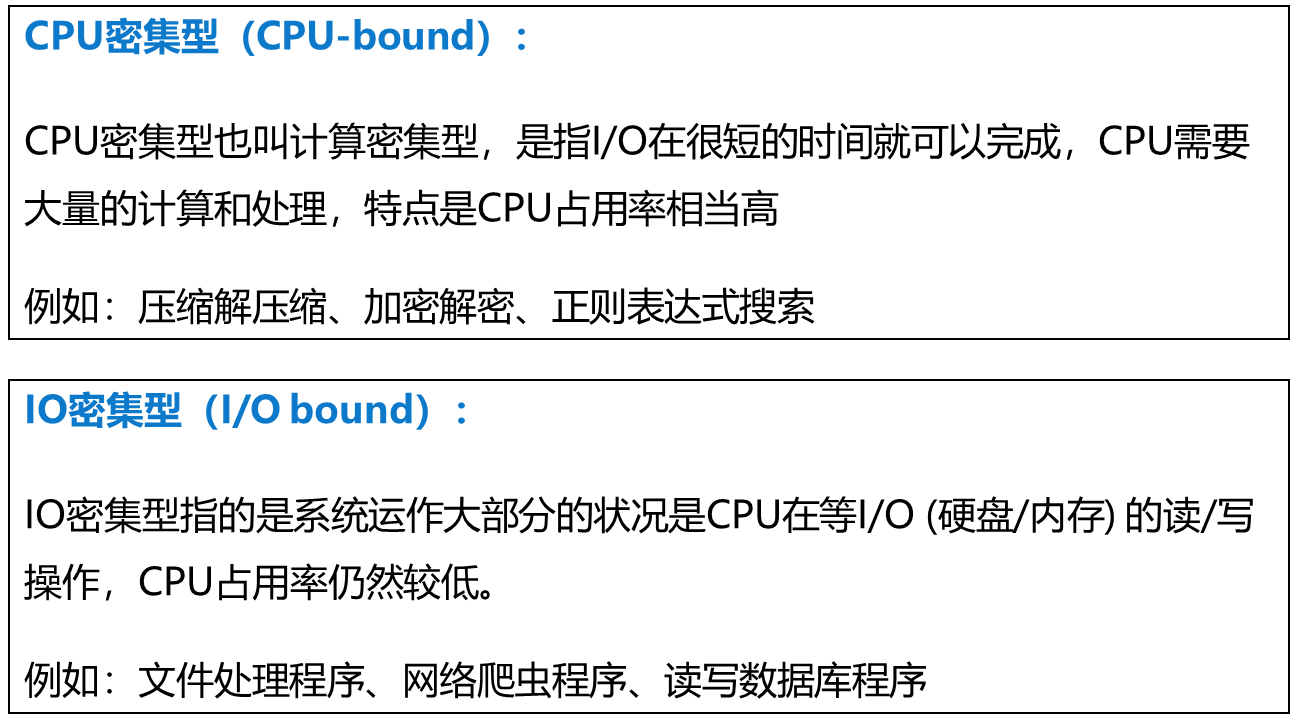 CPU密集型（CPU-bound）:
CPU密集型也叫计算密集型，是指I/O在很短的时间就可以完成，CPU需要
大量的计算和处理，特点是CPU占用率相当高
例如：压缩解压缩、加密解密、正则表达式搜索
IO密集型（I/O bound）:
IO密集型指的是系统运作大部分的状况是CPU在等I/O (硬盘/内存) 的读/写
操作，CPU占用率仍然较低。
例如：文件处理程序、网络爬虫程序、读写数据库程序